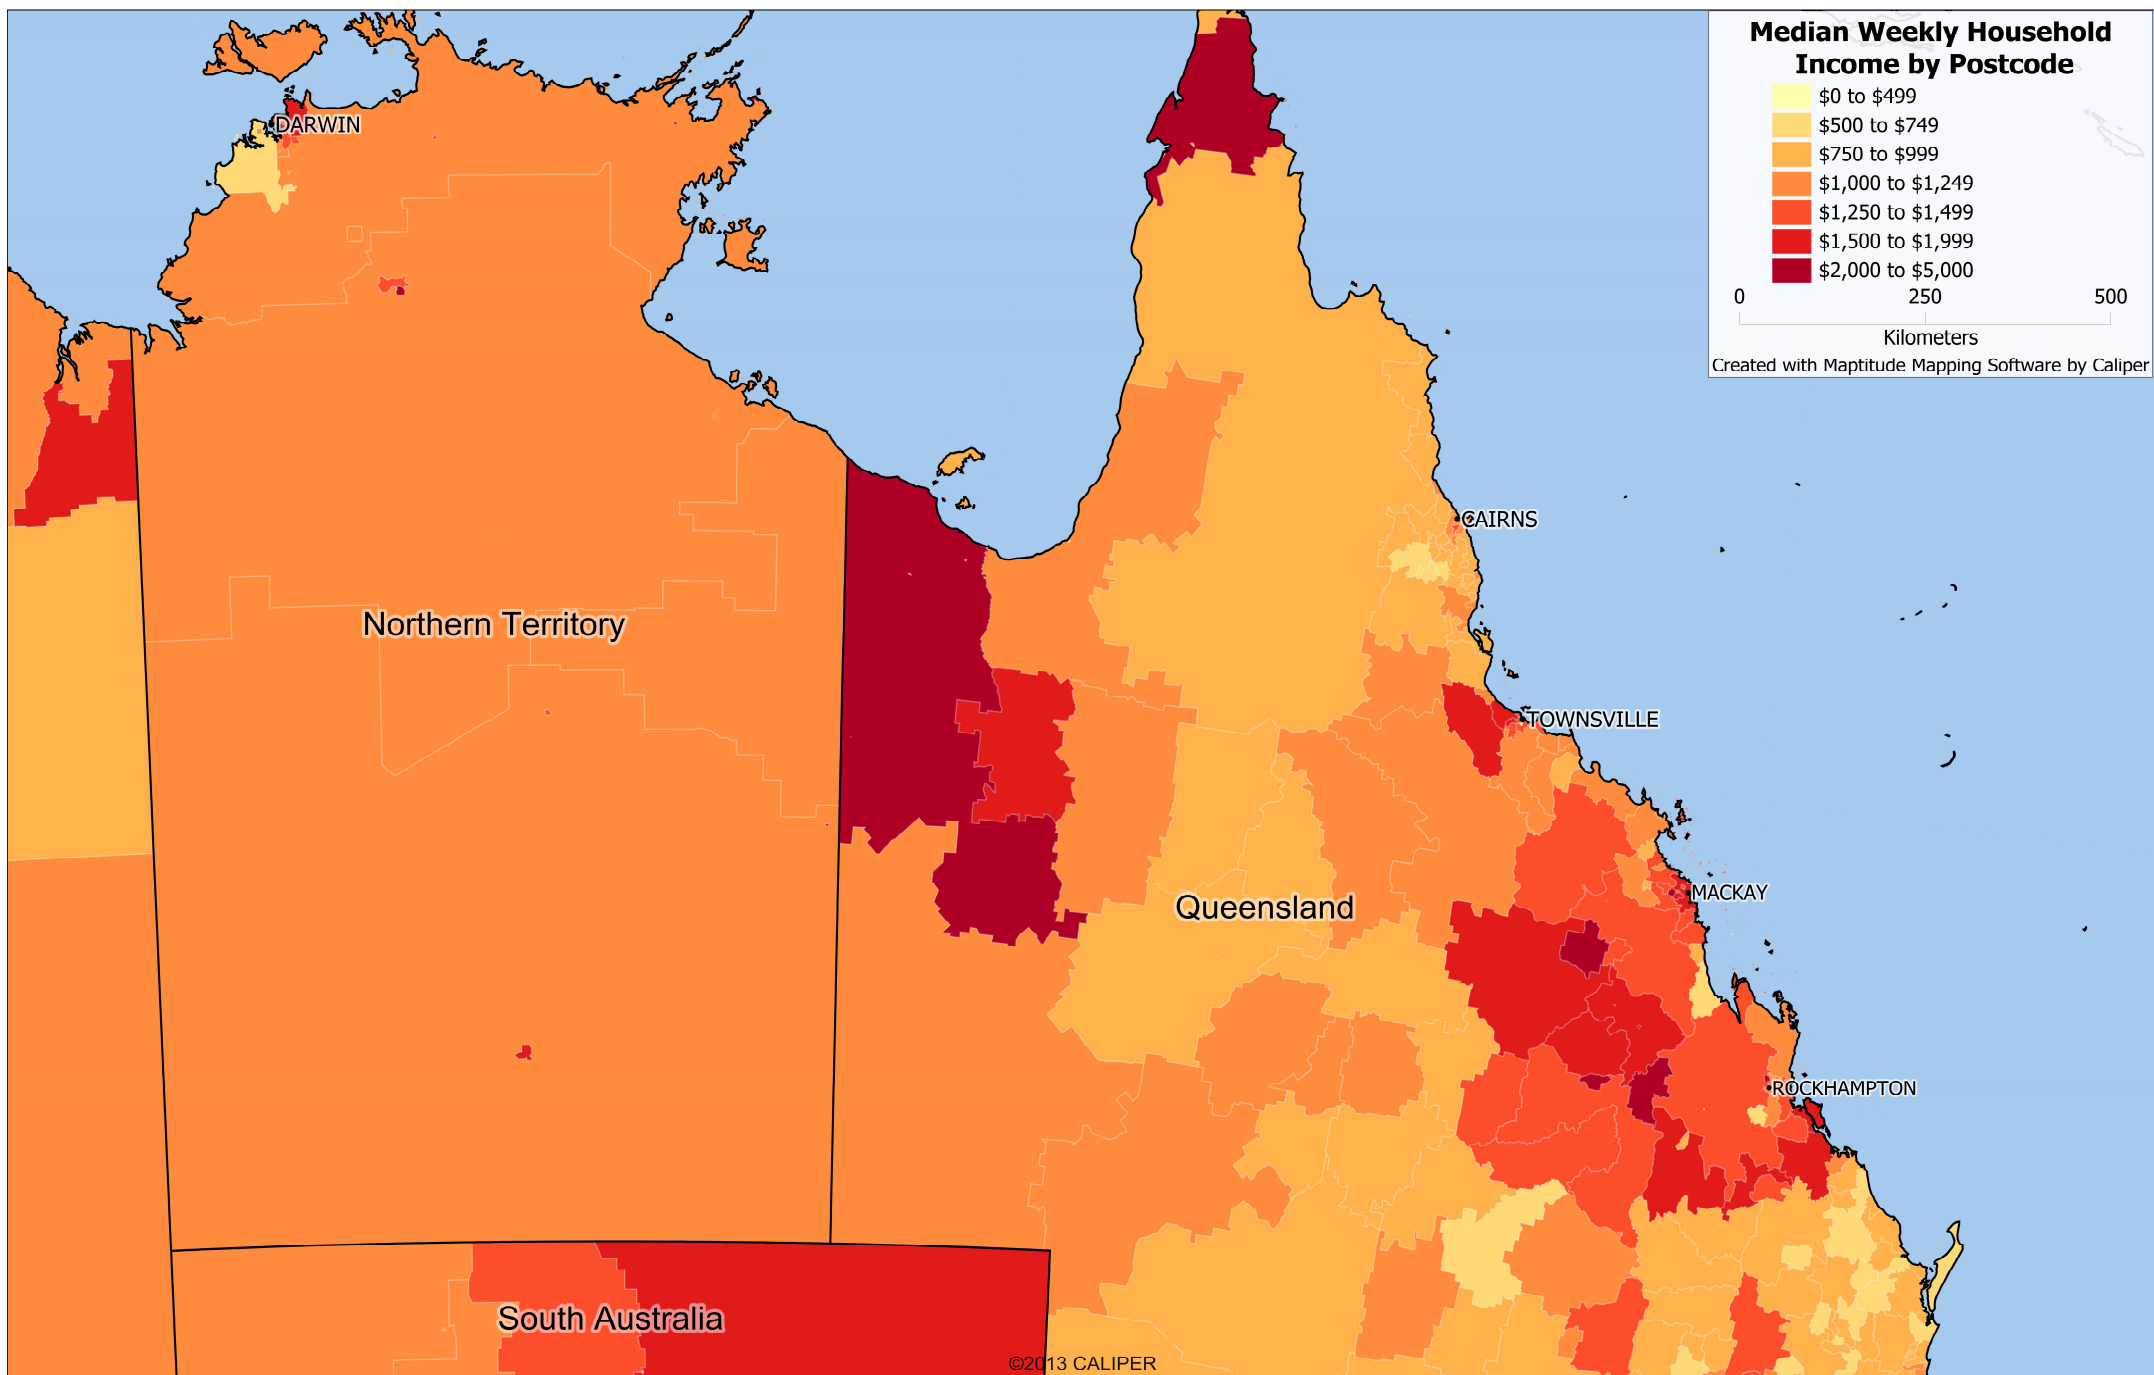 Median Weekly Household
Income by Postcode
$0 to $499
$500 to $749
$750 to $999
$1,000 to $1,249
$1,250 to $1,499
$1,500 to $1,999
$2,000 to $5,000
0 250 500
Kilometers
Created with Maptitude Mapping Software by Caliper
DARWIN
CAIRNS
Northern Territory
TOWNSVILLE
MACKAY
Queensland
ROCKHAMPTON
South Australia
©2013 CALIPER